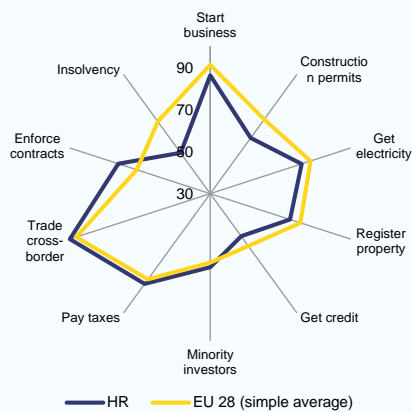 Start
business
Constructio
n permits
Get
electricity
Register
property
Get credit
Minority
investors
Pay taxes
Trade
cross-
border
Enforce
contracts
Insolvency
90
70
50
30
HR
EU 28 (simple average)